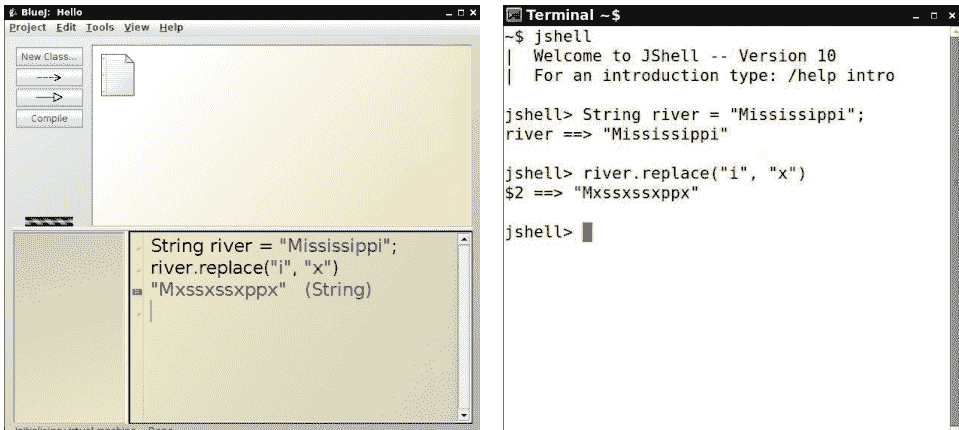 BlueJ: Hello
Project Edit Tools View Help
New Class...
Compile
String river = "Mississippi";
river.replace("i", "x")
"Mxssxssxppx" (String)
Terminal ~$
~$ jshell
| Welcome to JShell -- Version 10
| For an introduction type: /help intro
jshell> String river = "Mississippi";
river ==> "Mississippi"
jshell> river.replace("i", "x")
$2 ==> "Mxssxssxppx"
jshell>